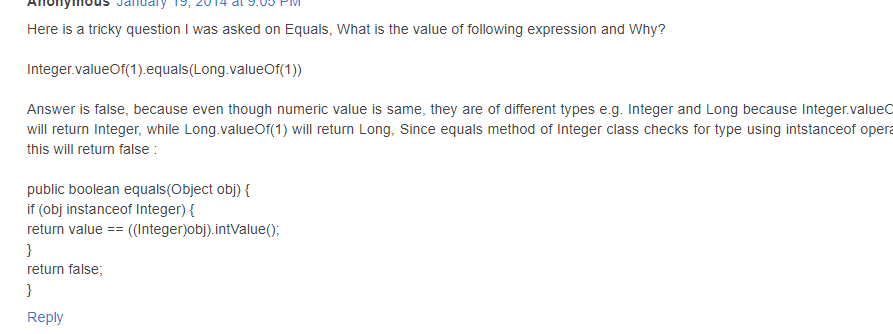 Anonymous January 19, 2014 at 9:05 PM
Here is a tricky question I was asked on Equals, What is the value of following expression and Why?
Integer.valueOf(1).equals(Long.valueOf(1))
Answer is false, because even though numeric value is same, they are of different types e.g. Integer and Long because Integer.valueO
will return Integer, while Long.valueOf(1) will return Long, Since equals method of Integer class checks for type using intstanceof opera
this will return false :
public boolean equals(Object obj) {
if (obj instanceof Integer) {
return value == ((Integer)obj).intValue();
}
return false;
}
Reply